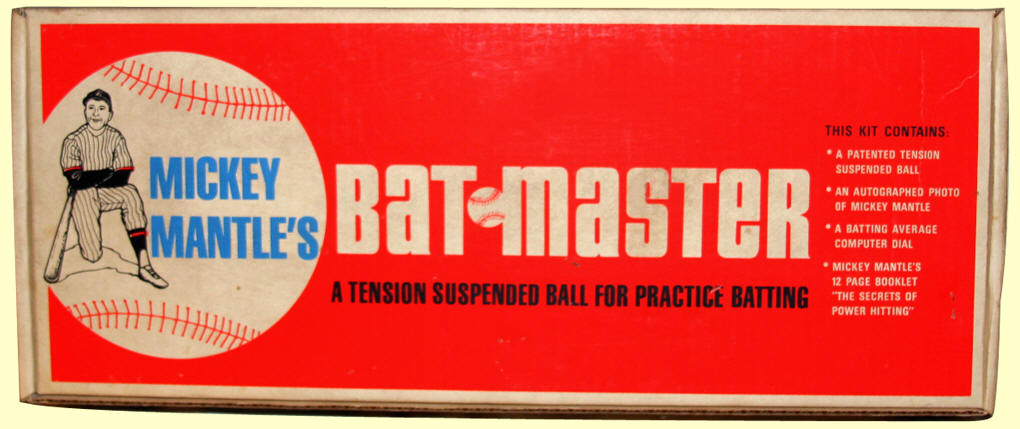 MICKEY
MANTLE'S
BAT MASTER
A TENSION SUSPENDED BALL FOR PRACTICE BATTING
THIS KIT CONTAINS:
* A PATENTED TENSION
SUSPENDED BALL
* AN AUTOGRAPHED PHOTO
OF MICKEY MANTLE
* A BATTING AVERAGE
COMPUTER DIAL
* MICKEY MANTLE'S
12 PAGE BOOKLET
"THE SECRETS OF
POWER HITTING"